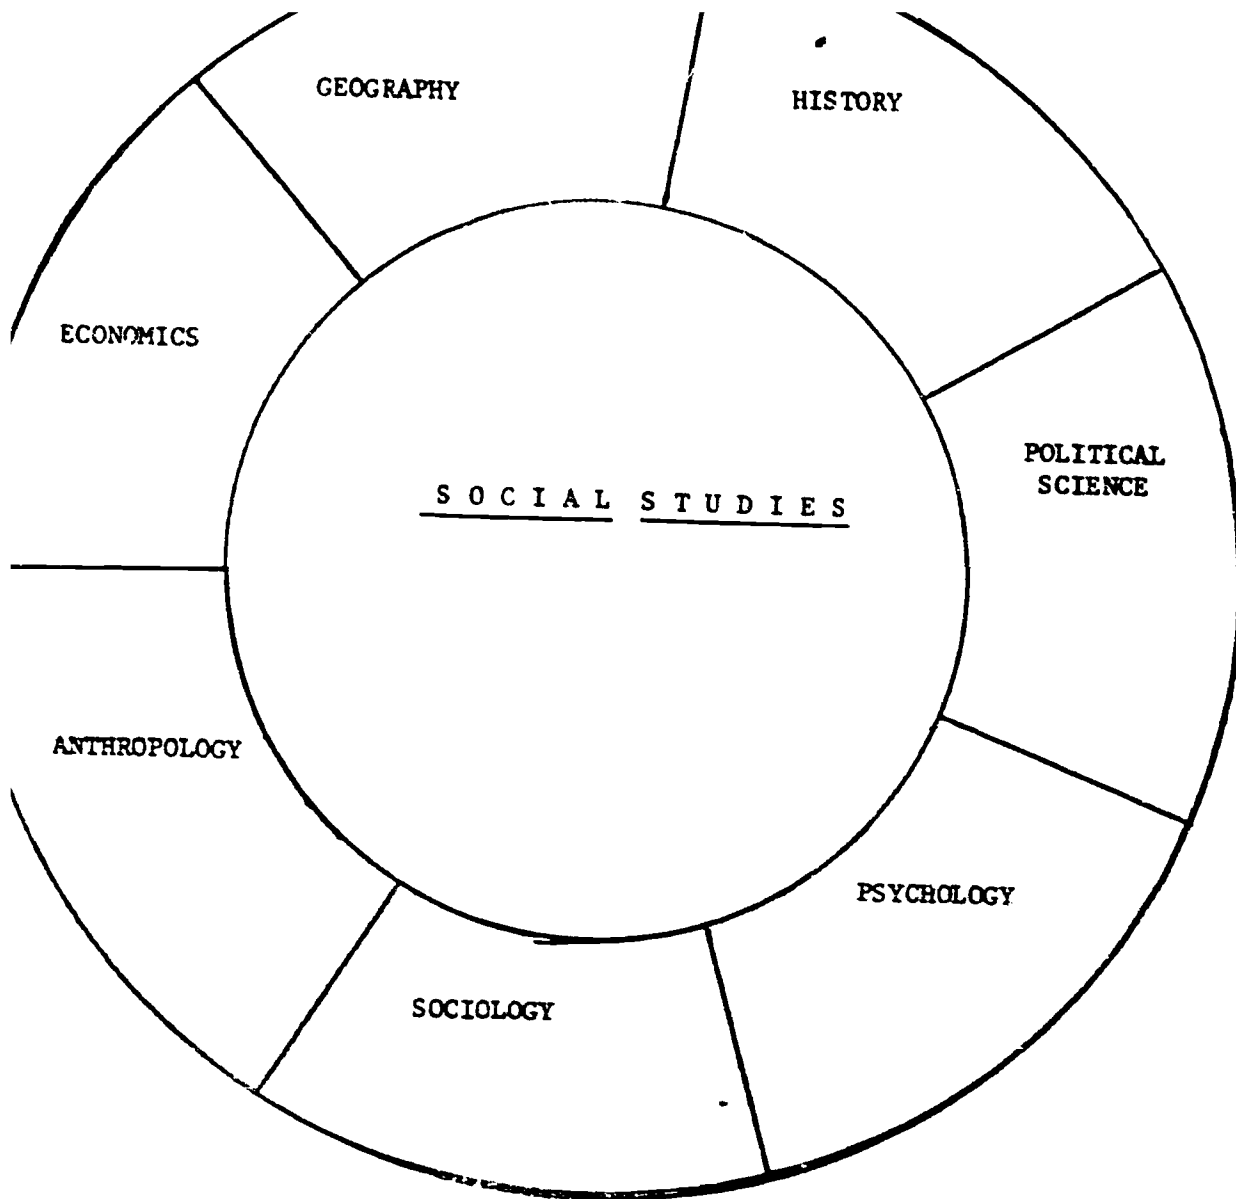 GEOGRAPHY
HISTORY
ECONOMICS
POLITICAL
SCIENCE
SOCIAL STUDIES
ANTHROPOLOGY
PSYCHOLOGY
SOCIOLOGY